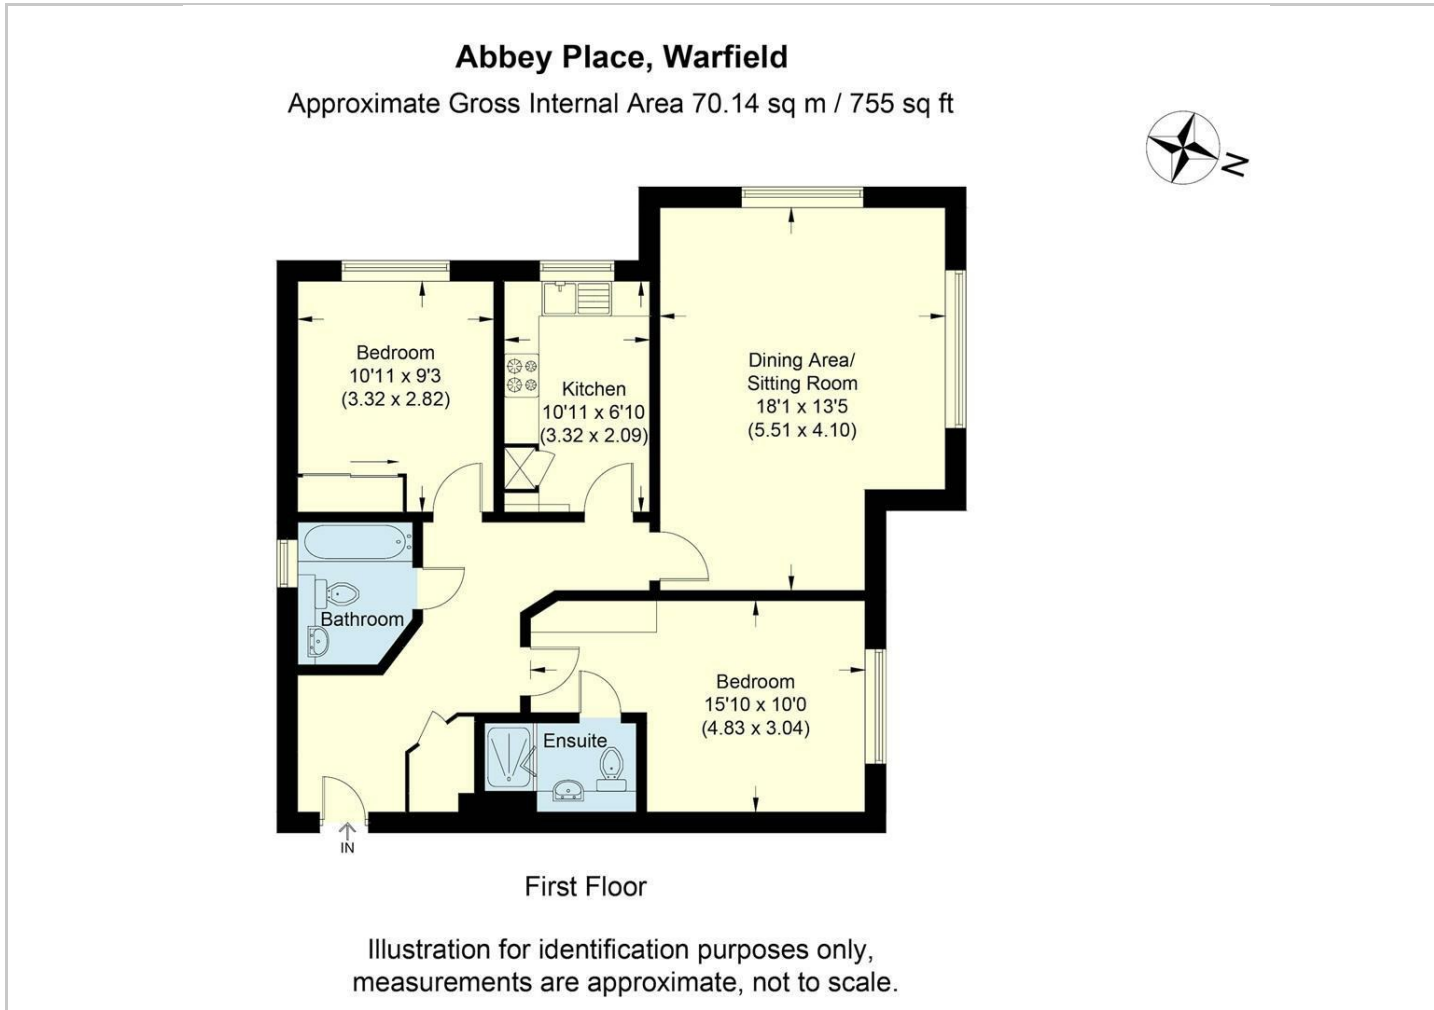 Abbey Place, Warfield
Approximate Gross Internal Area 70.14 sq m / 755 sq ft
N
Bedroom
10'11 x 9'3
(3.32 x 2.82)
Kitchen
10'11 x 6'10
(3.32 x 2.09)
Dining Area/
Sitting Room
18'1 x 13'5
(5.51 x 4.10)
Bathroom
Bedroom
15'10 x 10'0
(4.83 x 3.04)
Ensuite
IN
First Floor
Illustration for identification purposes only,
measurements are approximate, not to scale.